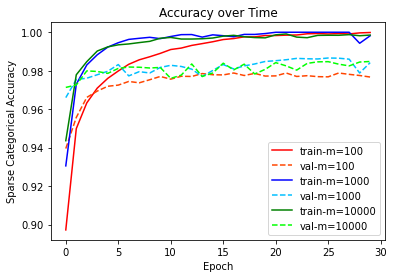 Accuracy over Time
Sparse Categorical Accuracy
1.00
0.98
0.96
0.94
0.92
0.90
0
5
10
15
20
25
30
Epoch
train-m=100
val-m=100
train-m=1000
val-m=1000
train-m=10000
val-m=10000